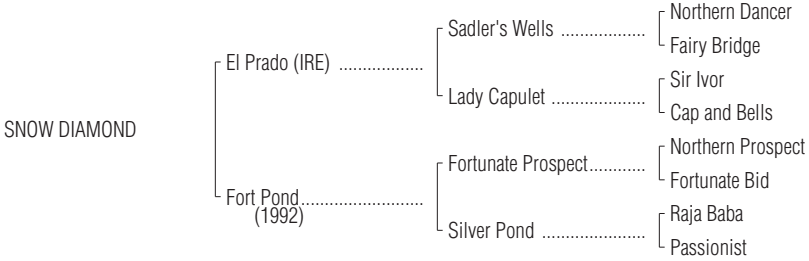 Northern Dancer
Sadler's Wells ...................
Fairy Bridge
El Prado (IRE) ..................
Sir Ivor
Lady Capulet .....................
Cap and Bells
SNOW DIAMOND
Northern Prospect
Fortunate Prospect............
Fortunate Bid
Fort Pond..........................
(1992)
Raja Baba
Silver Pond .......................
Passionist